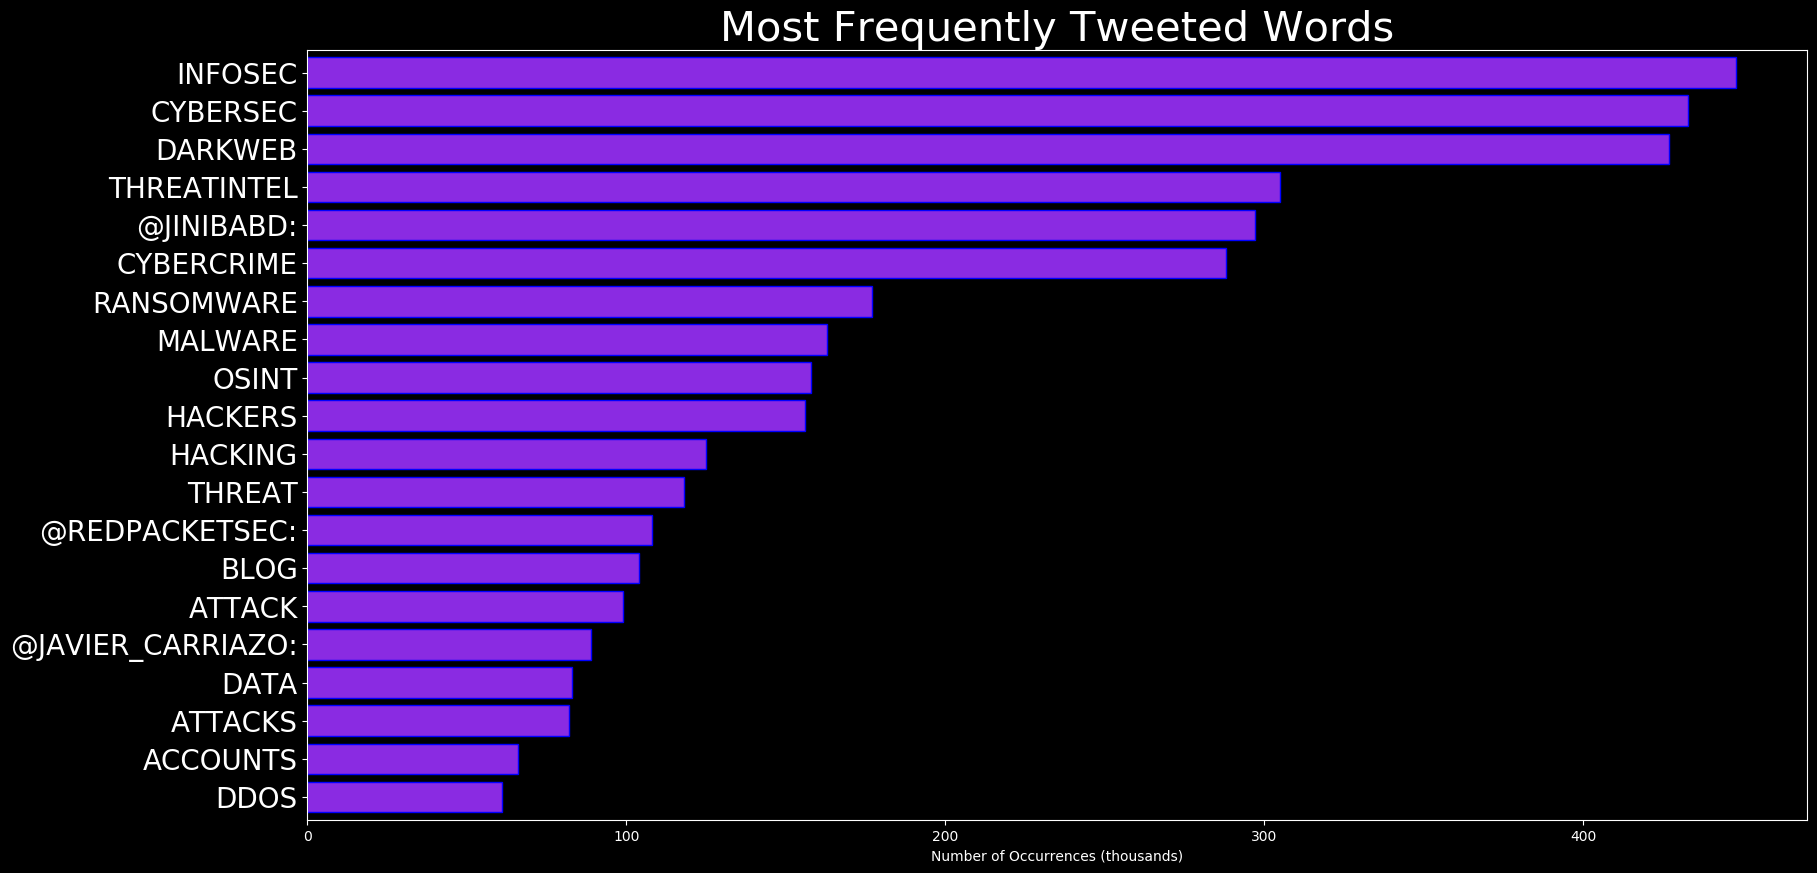 Most Frequently Tweeted Words
INFOSEC
CYBERSEC
DARKWEB
THREATINTEL
@JINIBABD:
CYBERCRIME
RANSOMWARE
MALWARE
OSINT
HACKERS
HACKING
THREAT
@REDPACKETSEC:
BLOG
ATTACK
@JAVIER_CARRIAZO:
DATA
ATTACKS
ACCOUNTS
DDOS
0 100 200 300 400
Number of Occurrences (thousands)